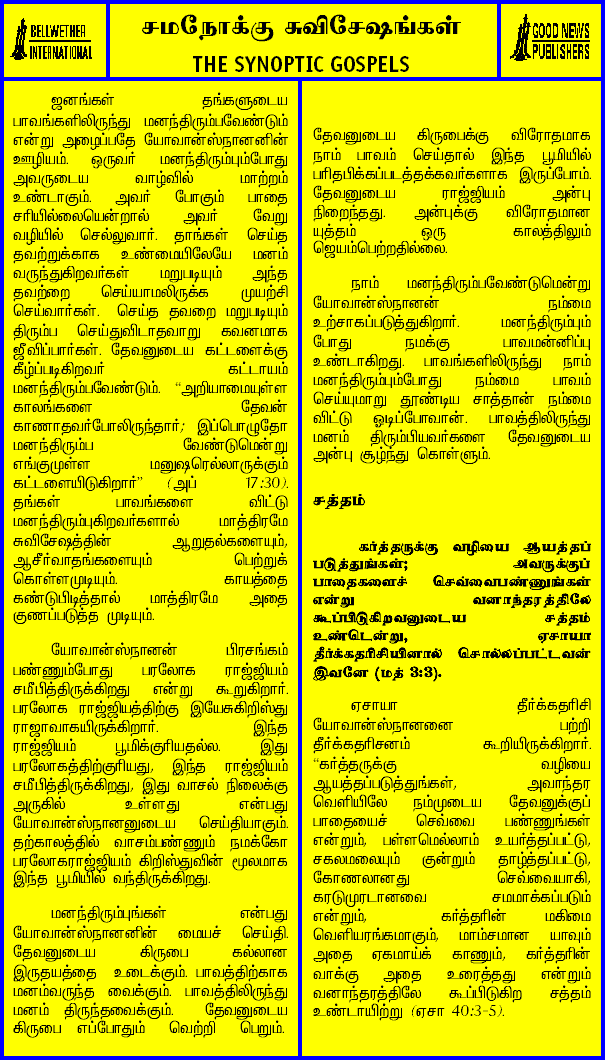 BELLWETHER
INTERNATIONAL
சமநோக்கு சுவிசேஷங்கள்
THE SYNOPTIC GOSPELS
GOOD NEWS
PUBLISHERS
ஜனங்கள் தங்களுடைய
பாவங்களிலிருந்து மனந்திரும்பவேண்டும்
என்று அழைப்பதே யோவான்ஸ்நானனின்
ஊழியம். ஒருவர் மனந்திரும்பும்போது
அவருடைய வாழ்வில் மாற்றம்
உண்டாகும். அவர் போகும் பாதை
சரியில்லையென்றால் அவர் வேறு
வழியில் செல்லுவார். தாங்கள் செய்த
தவற்றுக்காக உண்மையிலேயே மனம்
வருந்துகிறவர்கள் மறுபடியும் அந்த
தவற்றை செய்யாமலிருக்க முயற்சி
செய்வார்கள். செய்த தவறை மறுபடியும்
திரும்ப செய்துவிடாதவாறு கவனமாக
ஜீவிப்பார்கள். தேவனுடைய கட்டளைக்கு
கீழ்ப்படிகிறவர் கட்டாயம்
மனந்திரும்பவேண்டும். “அறியாமையுள்ள
காலங்களை தேவன்
காணாதவர்போலிருந்தார்; இப்பொழுதோ
மனந்திரும்ப வேண்டுமென்று
எங்குமுள்ள மனுஷரெல்லாருக்கும்
கட்டளையிடுகிறார்” (அப் 17:30).
தங்கள் பாவங்களை விட்டு
மனந்திரும்புகிறவர்களால் மாத்திரமே
சுவிசேஷத்தின் ஆறுதல்களையும்,
ஆசீர்வாதங்களையும் பெற்றுக்
கொள்ளமுடியும். காயத்தை
கண்டுபிடித்தால் மாத்திரமே அதை
குணப்படுத்த முடியும்.
யோவான்ஸ்நானன் பிரசங்கம்
பண்ணும்போது பரலோக ராஜ்ஜியம்
சமீபித்திருக்கிறது என்று கூறுகிறார்.
பரலோக ராஜ்ஜியத்திற்கு இயேசுகிறிஸ்து
ராஜாவாகயிருக்கிறார். இந்த
ராஜ்ஜியம் பூமிக்குரியதல்ல. இது
பரலோகத்திற்குரியது, இந்த ராஜ்ஜியம்
சமீபித்திருக்கிறது, இது வாசல் நிலைக்கு
அருகில் உள்ளது என்பது
யோவான்ஸ்நானனுடைய செய்தியாகும்.
தற்காலத்தில் வாசம்பண்ணும் நமக்கோ
பரலோகராஜ்ஜியம் கிறிஸ்துவின் மூலமாக
இந்த பூமியில் வந்திருக்கிறது.
மனந்திரும்புங்கள் என்பது
யோவான்ஸ்நானனின் மையச் செய்தி.
தேவனுடைய கிருபை கல்லான
இருதயத்தை உடைக்கும். பாவத்திற்காக
மனம்வருந்த வைக்கும். பாவத்திலிருந்து
மனம் திருந்தவைக்கும். தேவனுடைய
கிருபை எப்போதும் வெற்றி பெறும்.
தேவனுடைய கிருபைக்கு விரோதமாக
நாம் பாவம் செய்தால் இந்த பூமியில்
பரிதபிக்கப்படத்தக்கவர்களாக இருப்போம்.
தேவனுடைய ராஜ்ஜியம் அன்பு
நிறைந்தது. அன்புக்கு விரோதமான
யுத்தம் ஒரு காலத்திலும்
ஜெயம்பெற்றதில்லை.
நாம் மனந்திரும்பவேண்டுமென்று
யோவான்ஸ்நானன் நம்மை
உற்சாகப்படுத்துகிறார். மனந்திரும்பும்
போது நமக்கு பாவமன்னிப்பு
உண்டாகிறது. பாவங்களிலிருந்து நாம்
மனந்திரும்பும்போது நம்மை பாவம்
செய்யுமாறு தூண்டிய சாத்தான் நம்மை
விட்டு ஓடிப்போவான். பாவத்திலிருந்து
மனம் திரும்பியவர்களை தேவனுடைய
அன்பு சூழ்ந்து கொள்ளும்.
சத்தம்
கர்த்தருக்கு வழியை ஆயத்தப்
படுத்துங்கள்; அவருக்குப்
பாதைகளைச் செவ்வைபண்ணுங்கள்
என்று வனாந்தரத்திலே
கூப்பிடுகிறவனுடைய சத்தம்
உண்டென்று, ஏசாயா
தீர்க்கதரிசியினால் சொல்லப்பட்டவன்
இவனே (மத் 3:3).
ஏசாயா தீர்க்கதரிசி
யோவான்ஸ்நானனை பற்றி
தீர்க்கதரிசனம் கூறியிருக்கிறார்.
“கர்த்தருக்கு வழியை
ஆயத்தப்படுத்துங்கள், அவாந்தர
வெளியிலே நம்முடைய தேவனுக்குப்
பாதையைச் செவ்வை பண்ணுங்கள்
என்றும், பள்ளமெல்லாம் உயர்த்தப்பட்டு,
சகலமலையும் குன்றும் தாழ்த்தப்பட்டு,
கோணலானது செவ்வையாகி,
கரடுமுரடானவை சமமாக்கப்படும்
என்றும், கர்த்தரின் மகிமை
வெளியரங்கமாகும், மாம்சமான யாவும்
அதை ஏகமாய்க் காணும், கர்த்தரின்
வாக்கு அதை உரைத்தது என்றும்
வனாந்தரத்திலே கூப்பிடுகிற சத்தம்
உண்டாயிற்று (ஏசா 40:3-5).